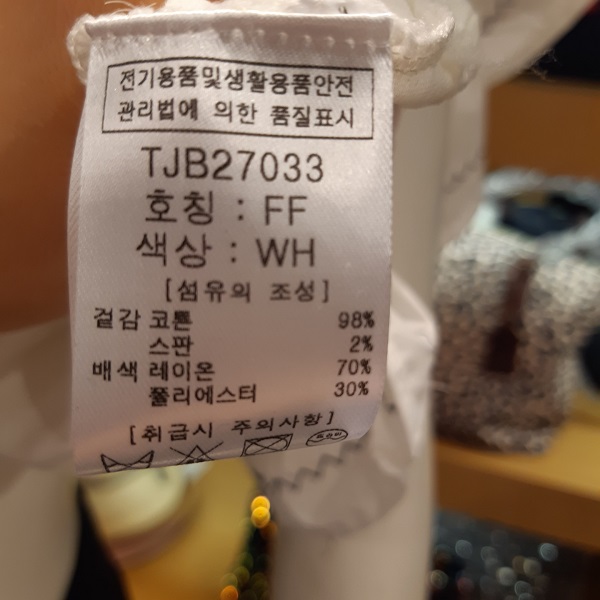 전기용품및생활용품안전
관리법에 의한 품질표시
TJB27033
호칭 : FF
색상 : WH
[섬유의 조성]
겉감 코튼 98%
스판 2%
배색 레이온 70%
폴리에스터 30%
[취급시 주의사항]